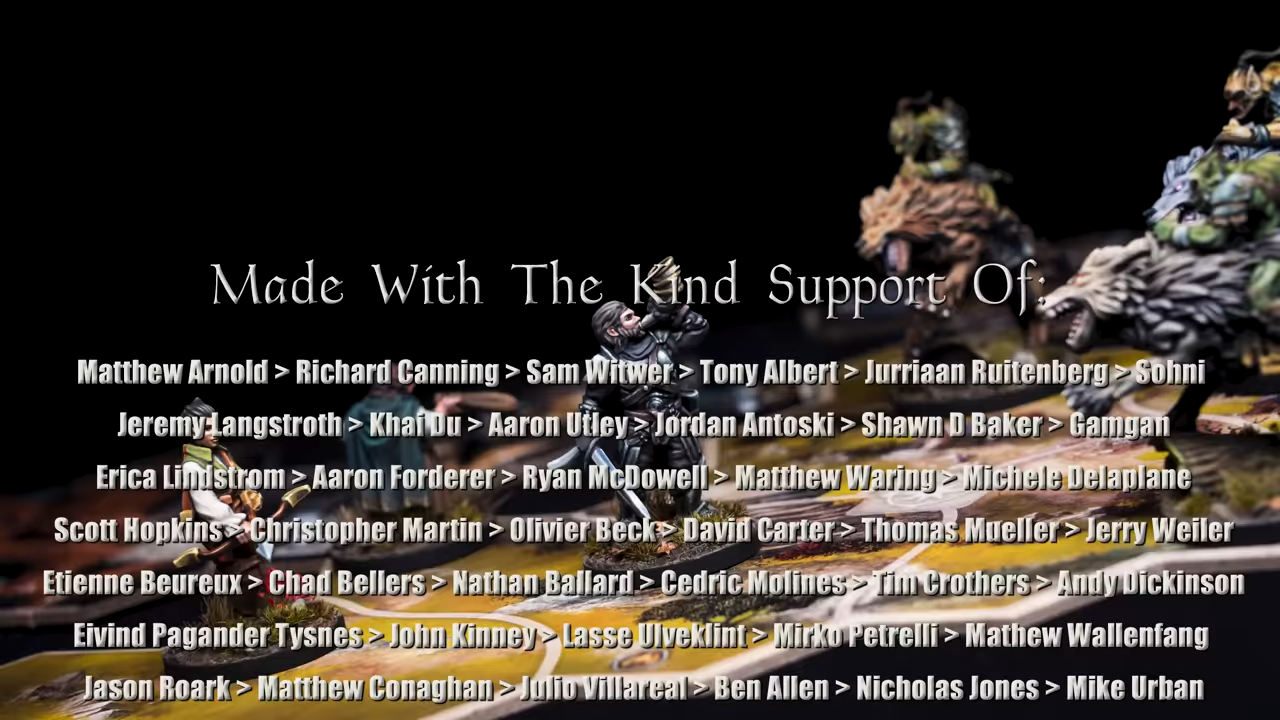 Made With The Kind Support Of:
Matthew Arnold > Richard Canning > Sam Witwer > Tony Albert > Jurriaan Ruitenberg > Sohni
Jeremy Langstroth > Khai Du > Aaron Utley > Jordan Antoski > Shawn D Baker > Gamgan
Erica Lindstrom > Aaron Forderer > Ryan McDowell > Matthew Waring > Michele Delaplane
Scott Hopkins > Christopher Martin > Olivier Beck > David Carter > Thomas Mueller > Jerry Weiler
Etienne Beureux > Chad Bellers > Nathan Ballard > Cedric Molines > Tim Crothers > Andy Dickinson
Eivind Pagander Tysnes > John Kinney > Lasse Ulveklint > Mirko Petrelli > Mathew Wallenfang
Jason Roark > Matthew Conaghan > Julio Villareal > Ben Allen > Nicholas Jones > Mike Urban